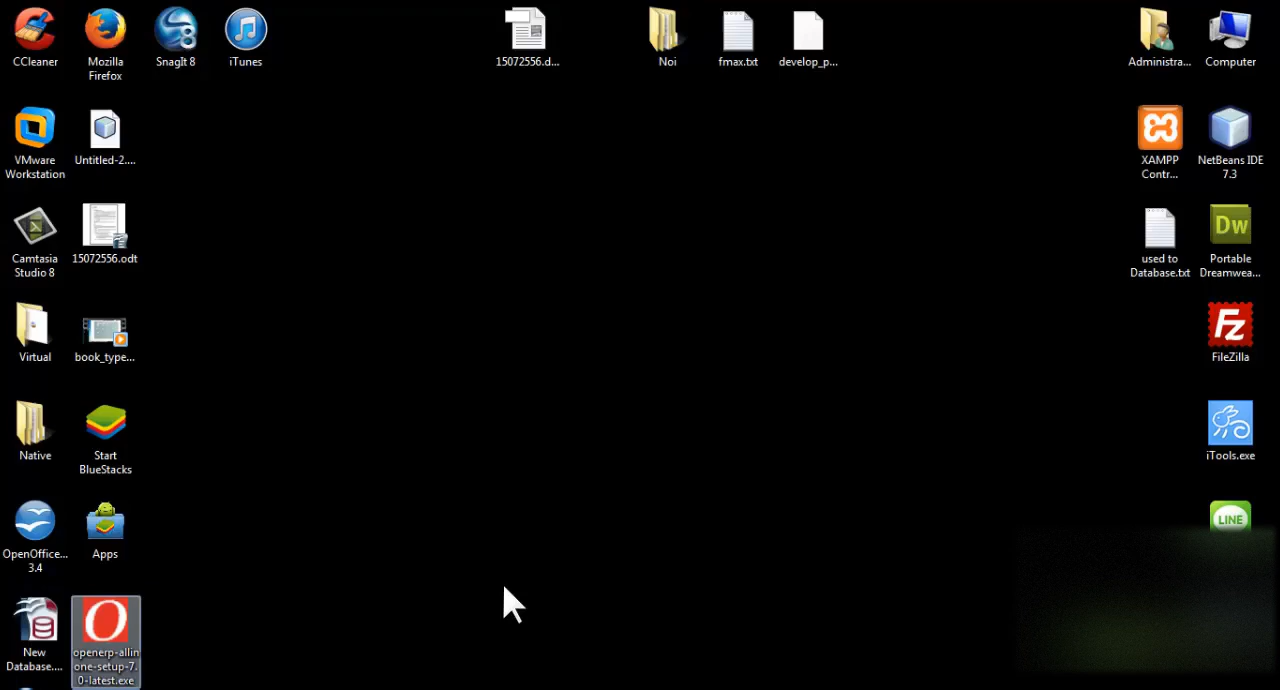 CCleaner
Mozilla
Firefox
SnagIt 8
iTunes
15072556.d...
Noi
fmax.txt
develop_p...
Administra...
Computer
VMware
Workstation
Untitled-2....
XAMPP
Contr...
NetBeans IDE
7.3
Camtasia
Studio 8
15072556.odt
used to
Database.txt
Dw
Portable
Dreamwea...
Virtual
book_type...
Fz
FileZilla
Native
Start
BlueStacks
iTools.exe
OpenOffice...
3.4
Apps
LINE
New
Database....
openerp-allin
one-setup-7.
0-latest.exe